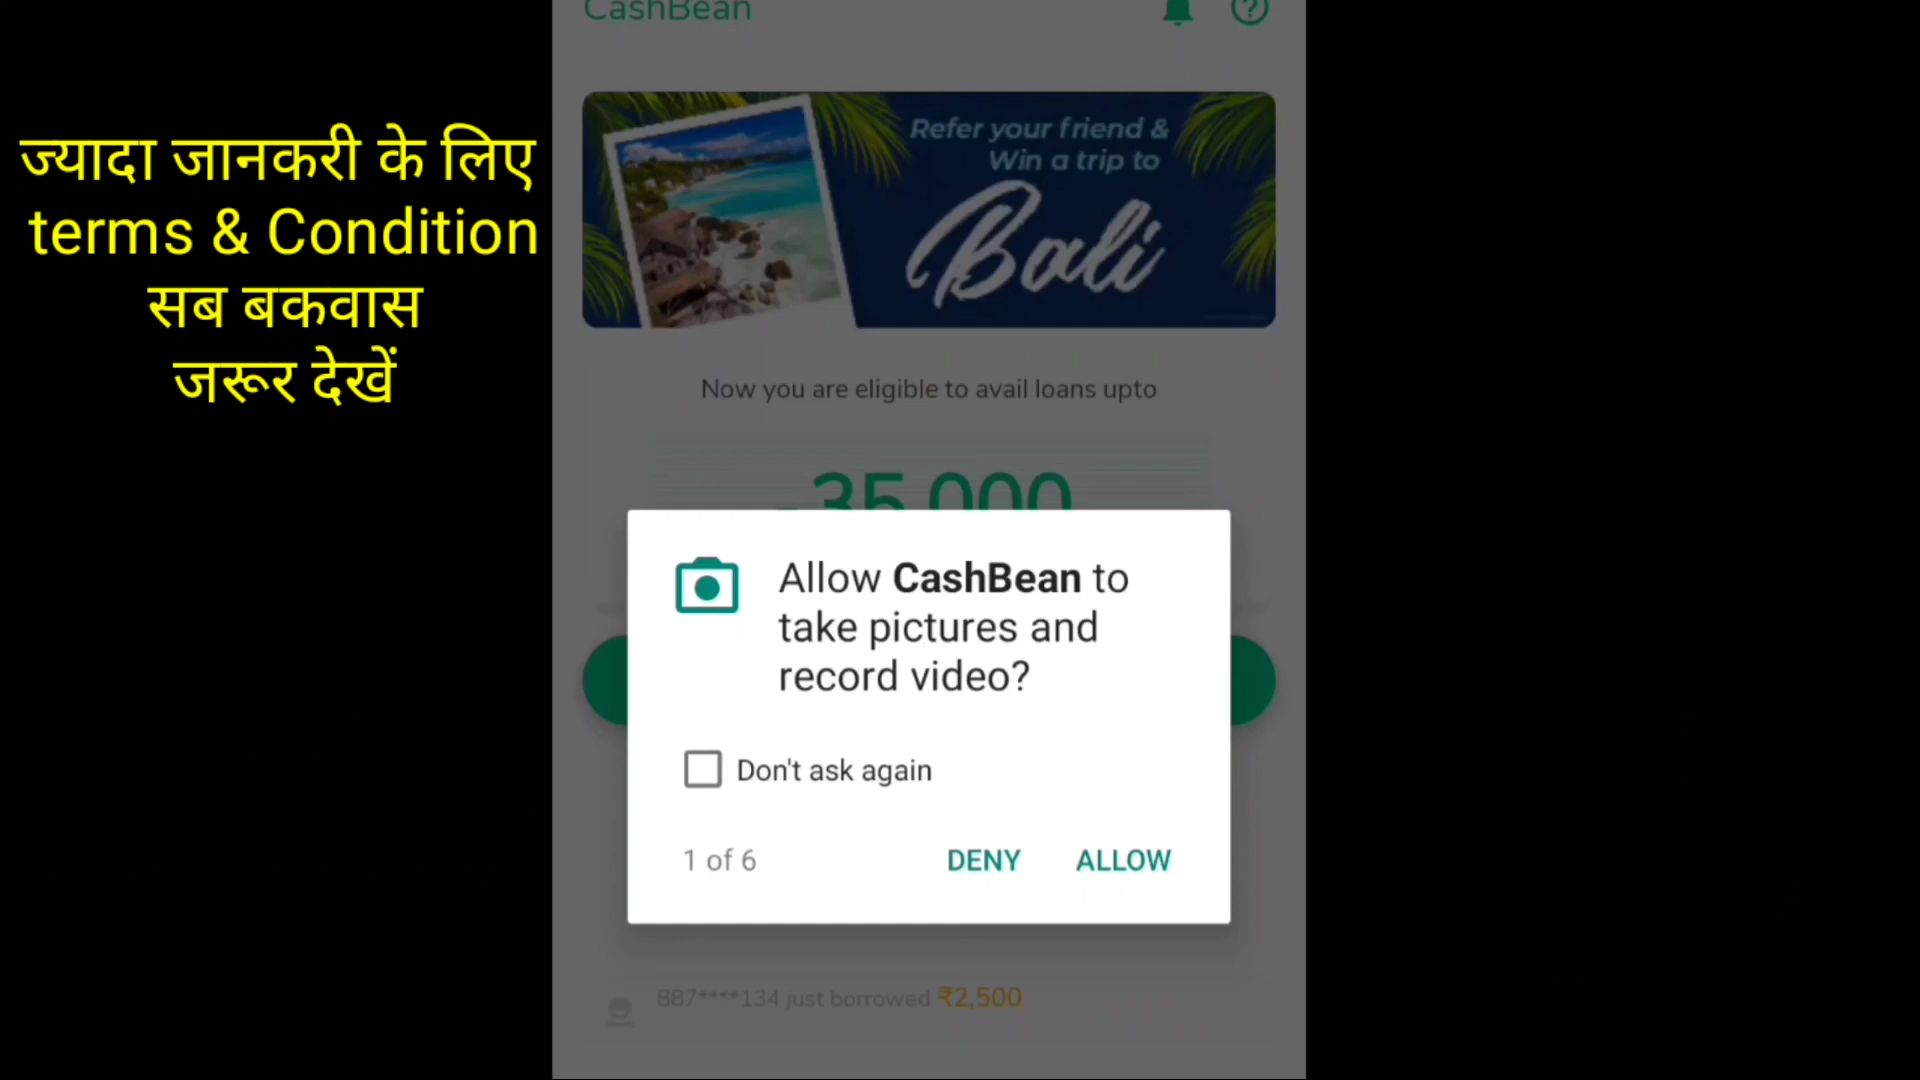 ज्यादा जानकरी के लिए
terms & Condition
सब बकवास
जरूर देखें
CashBean
Refer your friend &
Win a trip to
Bali
Now you are eligible to avail loans upto
35,000
Allow CashBean to
take pictures and
record video?
Don't ask again
1 of 6
DENY
ALLOW
887****134 just borrowed ₹2,500